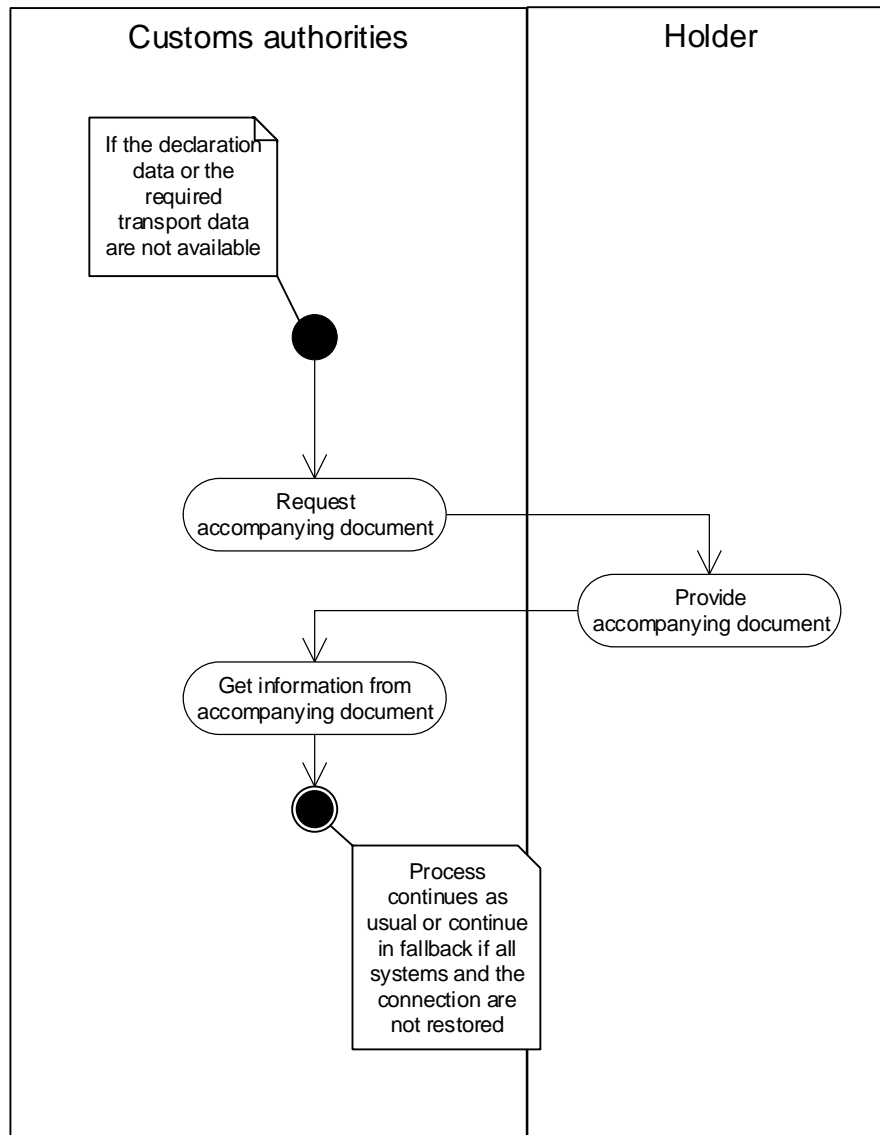 Customs authorities
Holder
If the declaration
data or the
required
transport data
are not available
Request
accompanying document
Provide
accompanying document
Get information from
accompanying document
Process
continues as
usual or continue
in fallback if all
systems and the
connection are
not restored